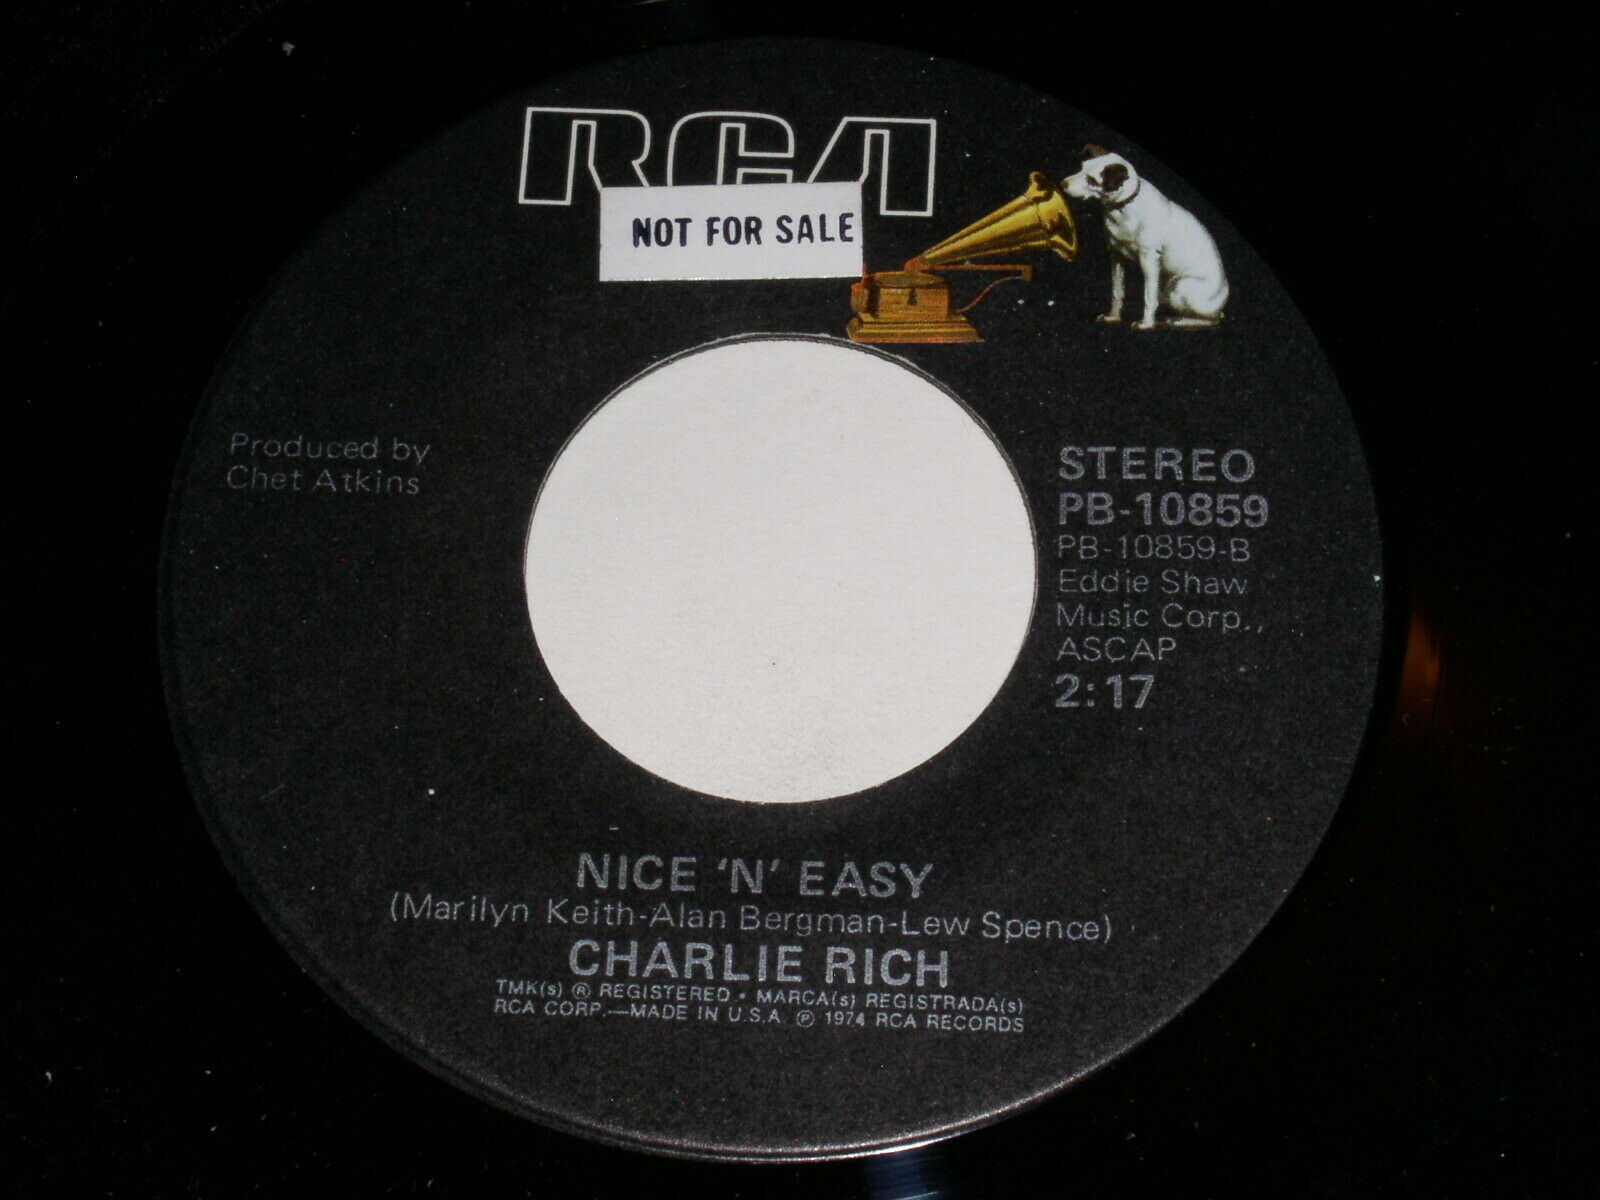 RCA
NOT FOR SALE
Produced by
Chet Atkins
STEREO
PB-10859
PB-10859-B
Eddie Shaw
Music Corp.,
ASCAP
2:17
NICE 'N' EASY
(Marilyn Keith-Alan Bergman-Lew Spence)
CHARLIE RICH
TMK(s) ® REGISTERED • MARCA(s) REGISTRADA(s)
RCA CORP.—MADE IN U.S.A ℗ 1974 RCA RECORDS